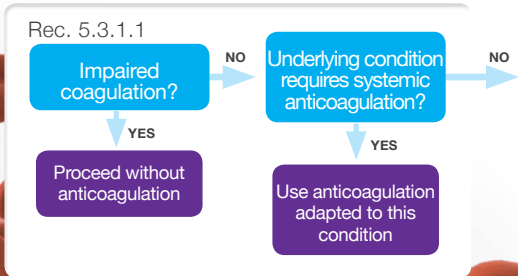 Rec. 5.3.1.1
Impaired
coagulation?
NO
Underlying condition
requires systemic
anticoagulation?
NO
YES
YES
Proceed without
anticoagulation
Use anticoagulation
adapted to this
condition